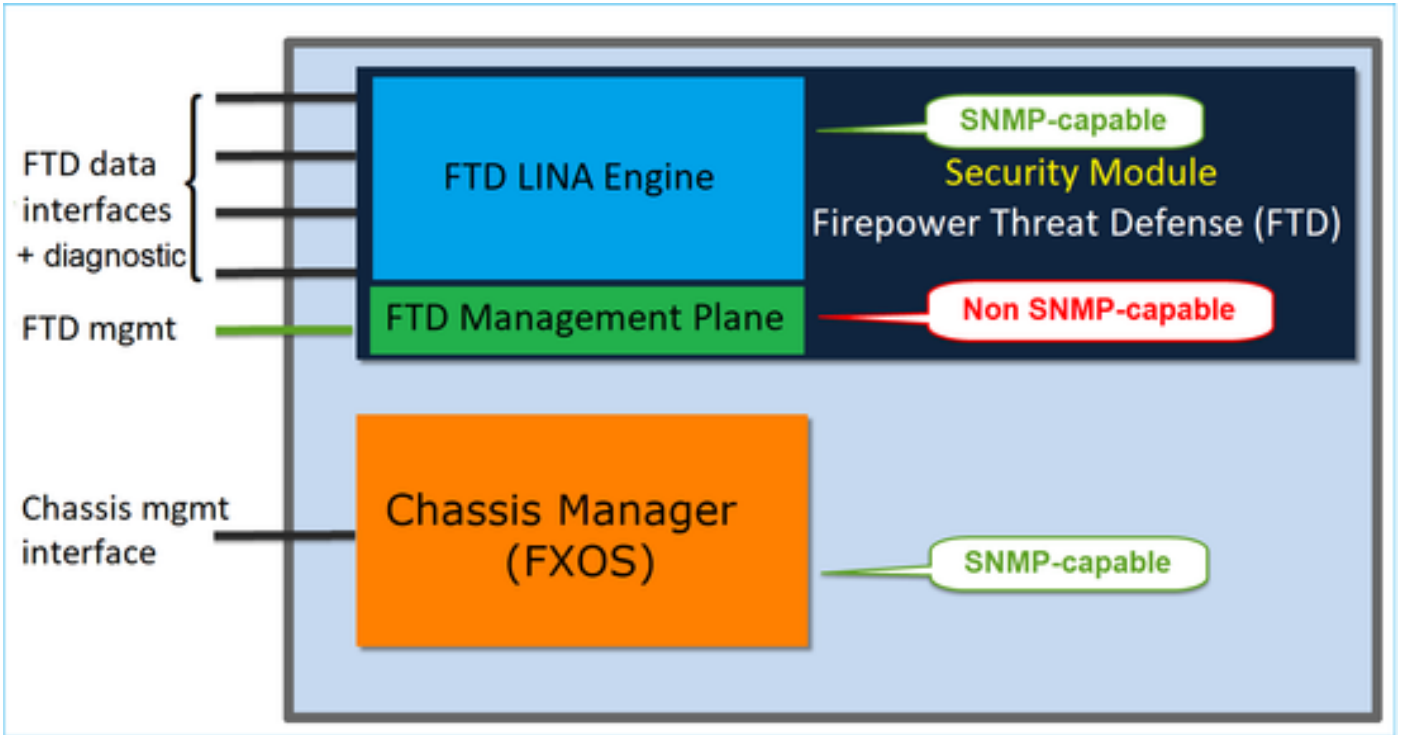 FTD data
interfaces
+ diagnostic
FTD mgmt
Chassis mgmt
interface
FTD LINA Engine
FTD Management Plane
SNMP-capable
Security Module
Firepower Threat Defense (FTD)
Non SNMP-capable
Chassis Manager
(FXOS)
SNMP-capable